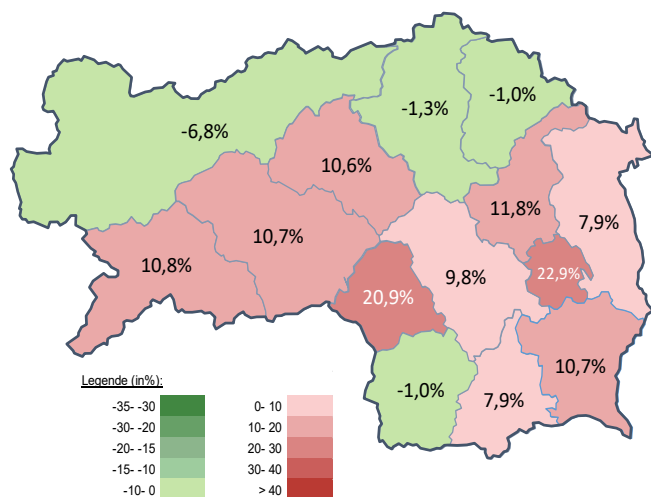 -1,0%
-1,3%
-6,8%
10,6%
11,8%
7,9%
10,7%
10,8%
22,9%
9,8%
20,9%
10,7%
Legende (in%):
-1,0%
7,9%
-35- -30 0- 10
-30- -20 10- 20
-20- -15 20- 30
-15- -10 30- 40
-10- 0 > 40